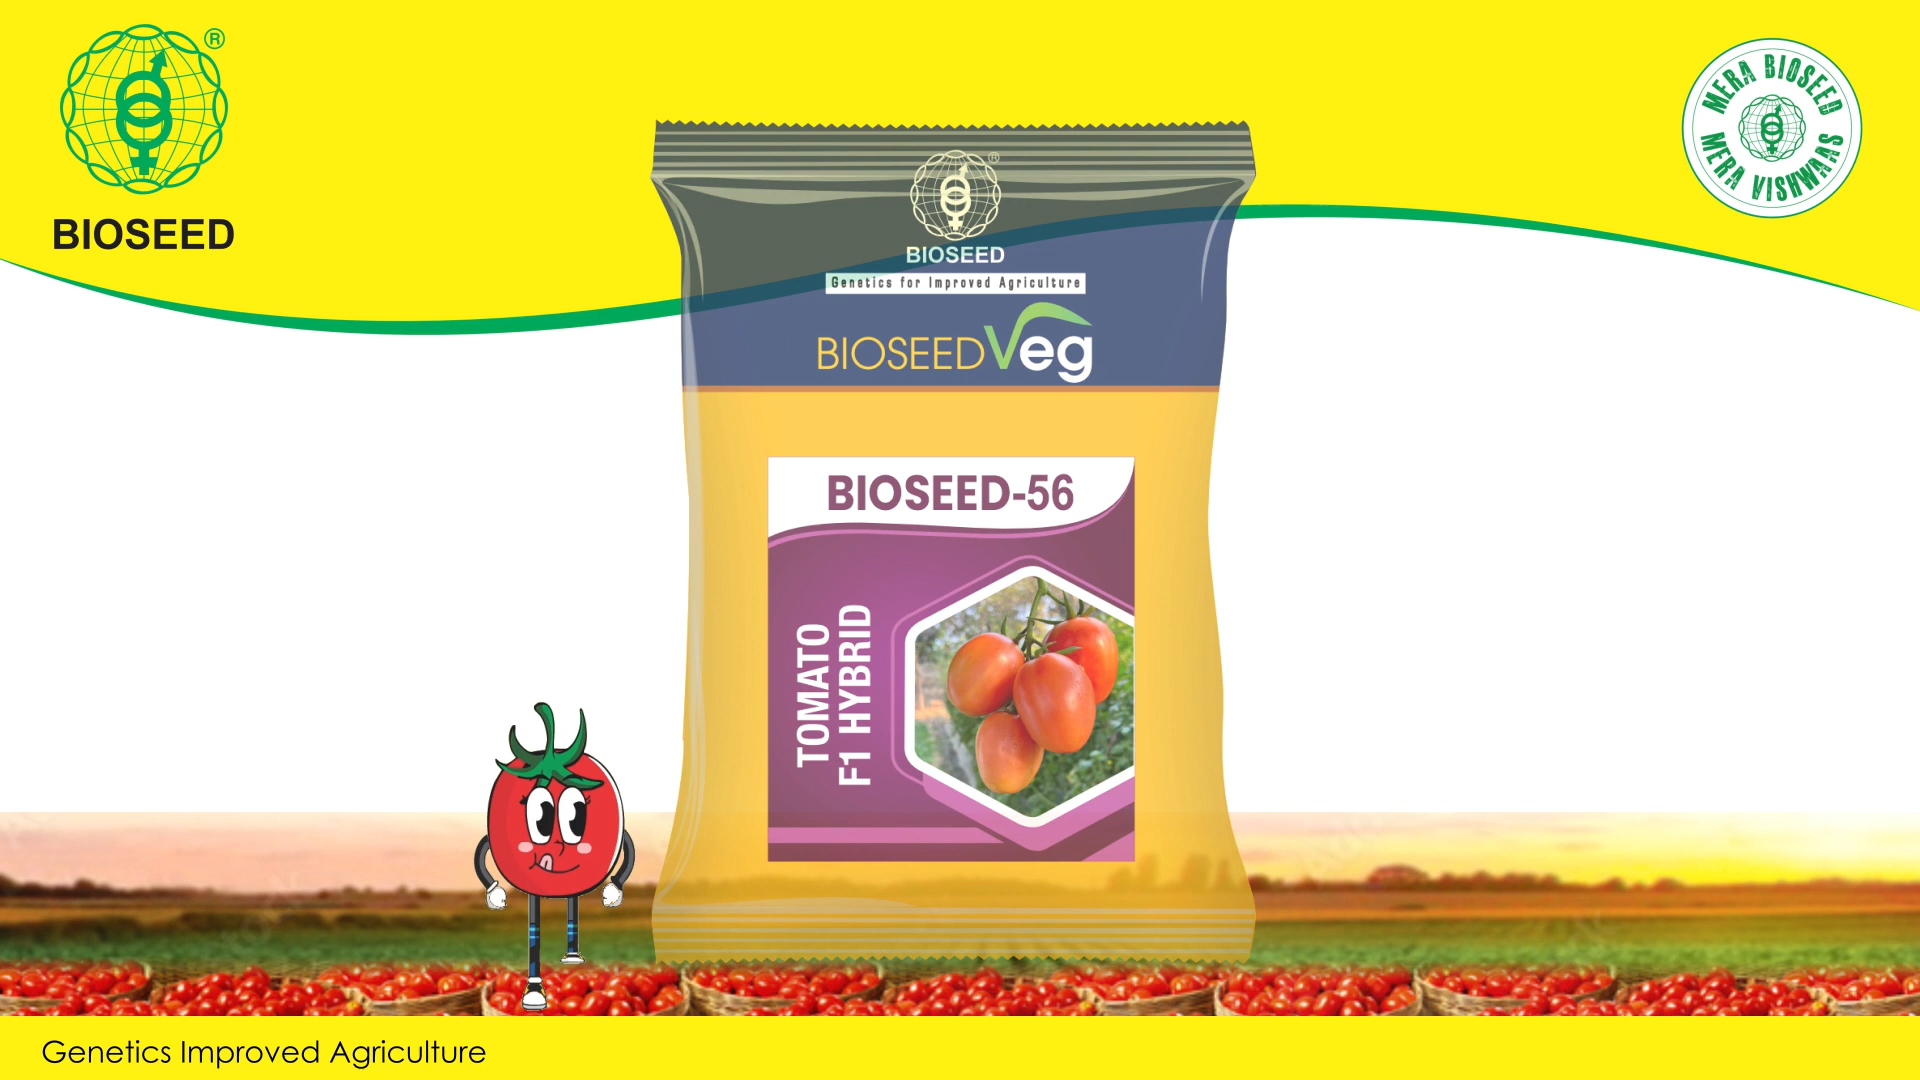 ®
BIOSEED
MERA BIOSEED
MERA VISHWAAS
®
BIOSEED
Genetics for Improved Agriculture
BIOSEEDVeg
BIOSEED-56
TOMATO
F1 HYBRID
Genetics Improved Agriculture